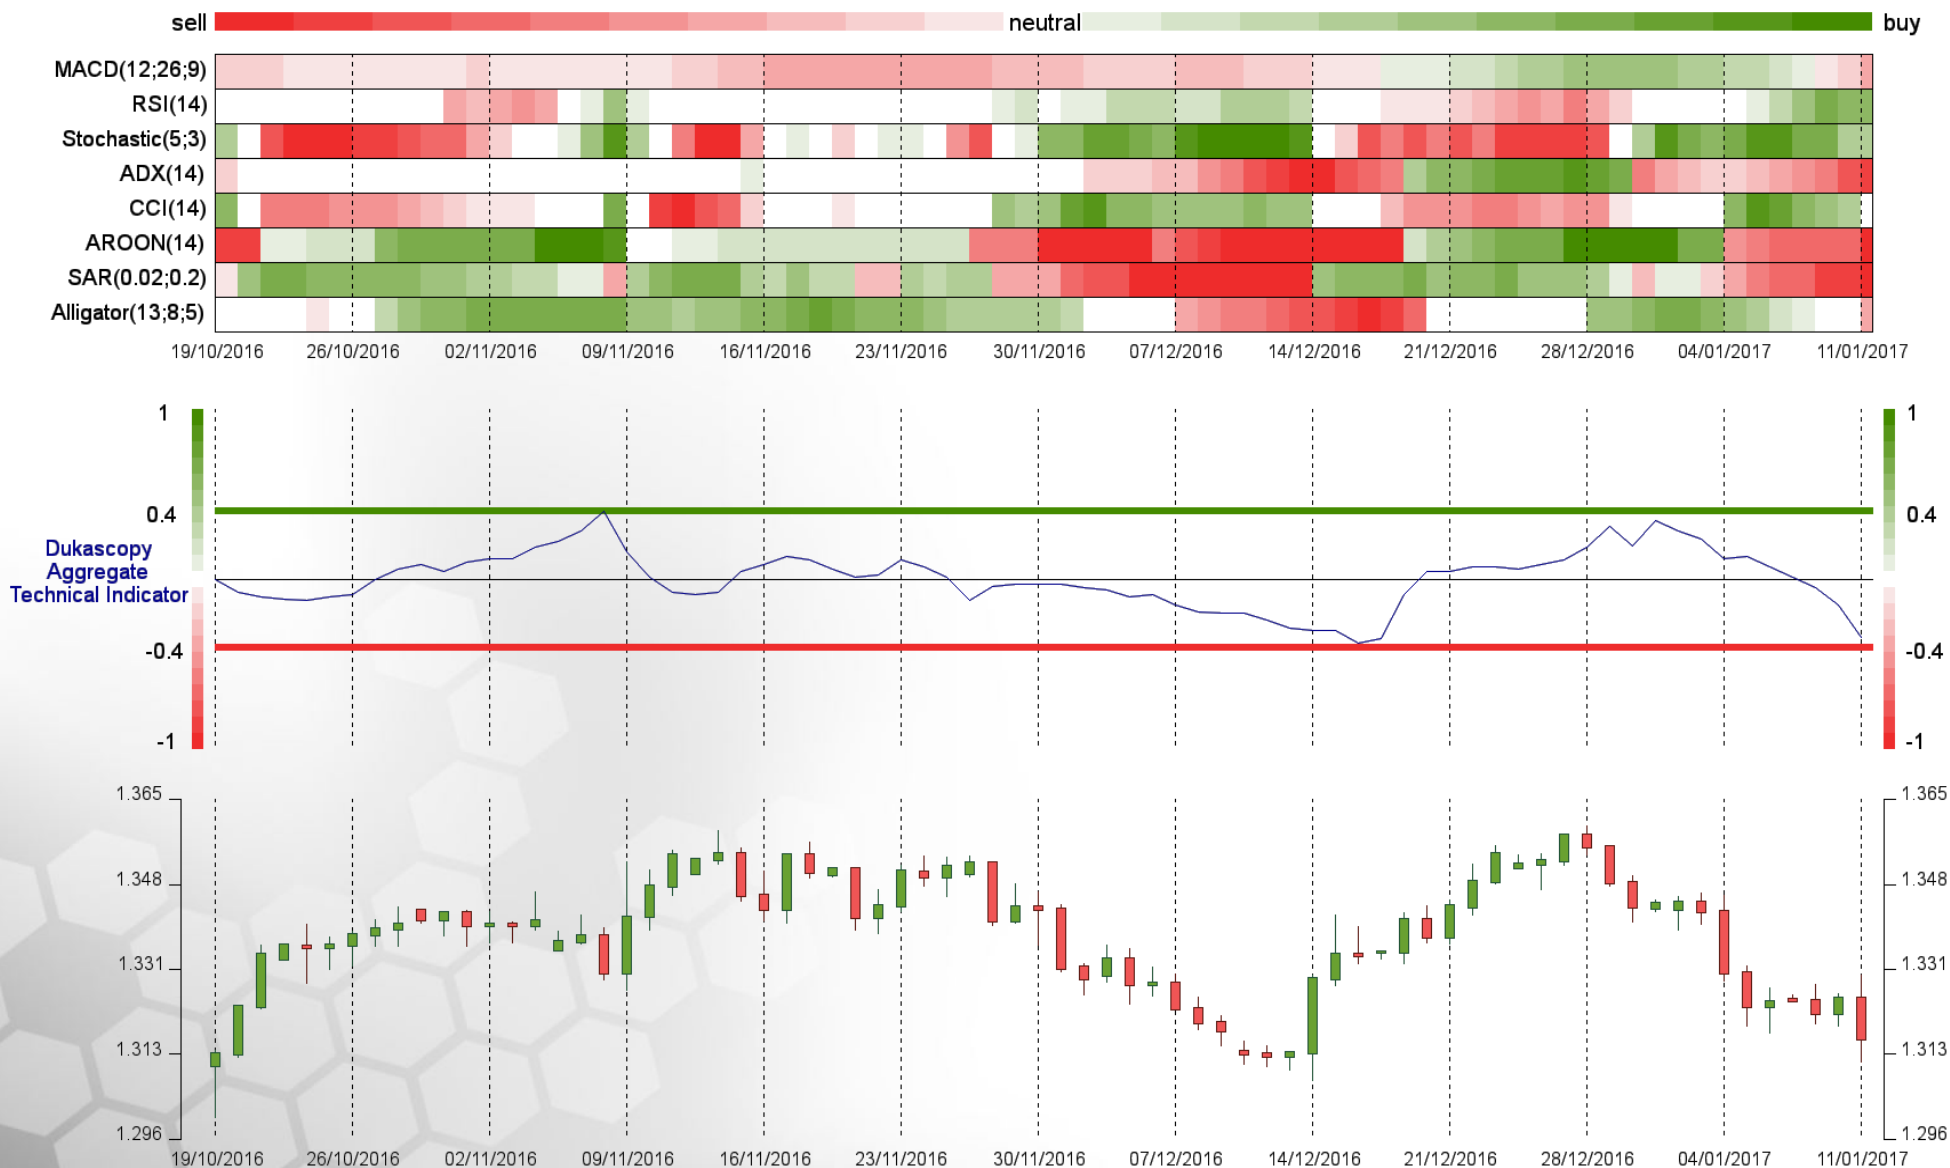 sell neutral buy
MACD(12;26;9)
RSI(14)
Stochastic(5;3)
ADX(14)
CCI(14)
AROON(14)
SAR(0.02;0.2)
Alligator(13;8;5)
19/10/2016 26/10/2016 02/11/2016 09/11/2016 16/11/2016 23/11/2016 30/11/2016 07/12/2016 14/12/2016 21/12/2016 28/12/2016 04/01/2017 11/01/2017
1 1
0.4 0.4
Dukascopy
Aggregate
Technical Indicator
-0.4 -0.4
-1 -1
1.365 1.365
1.348 1.348
1.331 1.331
1.313 1.313
1.296 1.296
19/10/2016 26/10/2016 02/11/2016 09/11/2016 16/11/2016 23/11/2016 30/11/2016 07/12/2016 14/12/2016 21/12/2016 28/12/2016 04/01/2017 11/01/2017